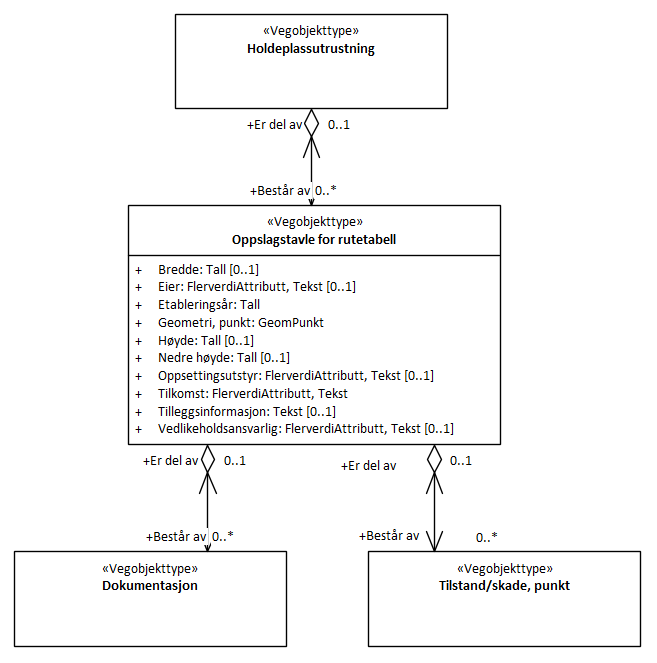 «Vegobjekttype»
Holdeplassutrustning
+Er del av 0..1
+Består av 0..*
«Vegobjekttype»
Oppslagstavle for rutetabell
+ Bredde: Tall [0..1]
+ Eier: FlerverdiAttributt, Tekst [0..1]
+ Etableringsår: Tall
+ Geometri, punkt: GeomPunkt
+ Høyde: Tall [0..1]
+ Nedre høyde: Tall [0..1]
+ Oppsettingsutstyr: FlerverdiAttributt, Tekst [0..1]
+ Tilkomst: FlerverdiAttributt, Tekst
+ Tilleggsinformasjon: Tekst [0..1]
+ Vedlikeholdsansvarlig: FlerverdiAttributt, Tekst [0..1]
+Er del av 0..1
+Er del av 0..1
+Består av 0..*
+Består av 0..*
«Vegobjekttype»
Dokumentasjon
«Vegobjekttype»
Tilstand/skade, punkt